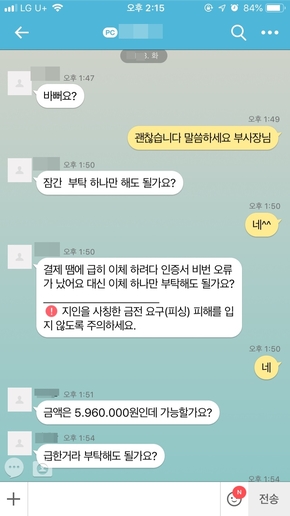 LG U+ 오후 2:15 84%
PC
화
오후 1:47
바뻐요?
오후 1:49
괜찮습니다 말씀하세요 부사장님
오후 1:50
잠간 부탁 하나만 해도 될가요?
오후 1:50
네^^
오후 1:50
결제 땜에 급히 이체 하려다 인증서 비번 오류
가 났어요 대신 이체 하나만 부탁해도 될가요?
지인을 사칭한 금전 요구(피싱) 피해를 입
지 않도록 주의하세요.
오후 1:50
네
오후 1:51
금액은 5.960.000원인데 가능할가요?
오후 1:54
급한거라 부탁해도 될가요?
오후 1:54
N
전송